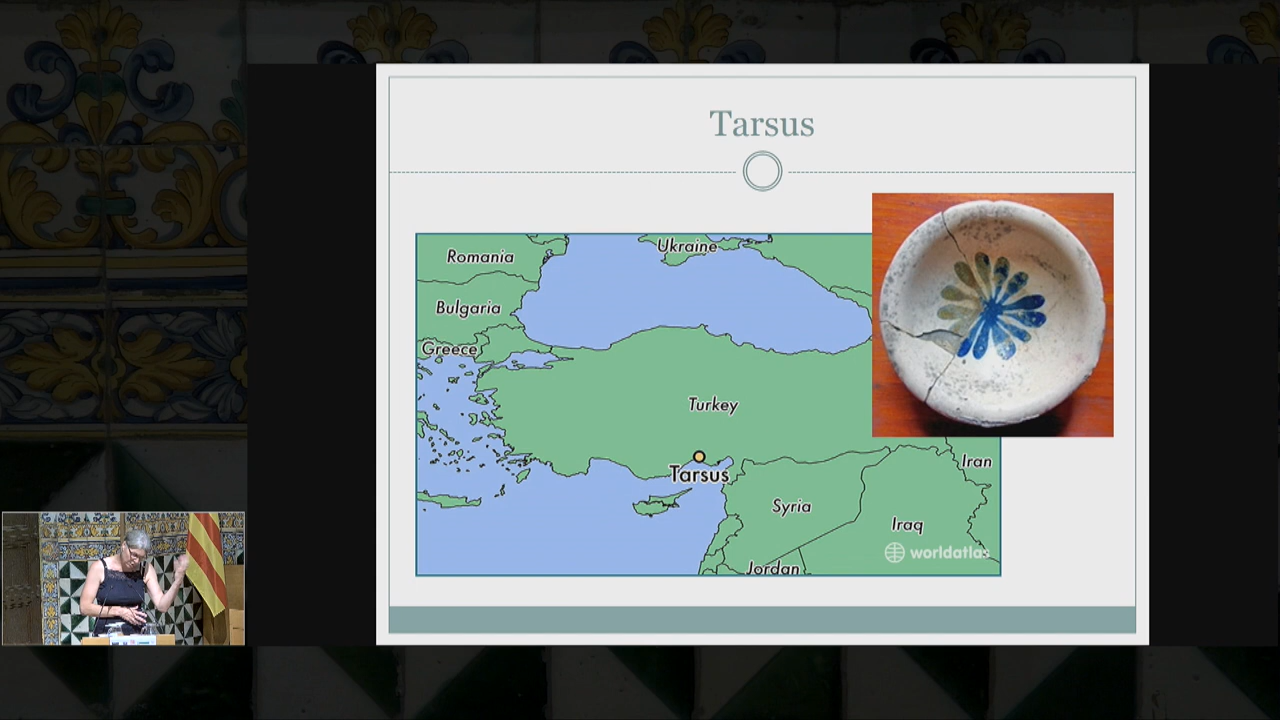 Tarsus
Romania
Ukraine
Bulgaria
Greece
Turkey
Tarsus
Iran
Syria
Iraq
worldatlas
Jordan